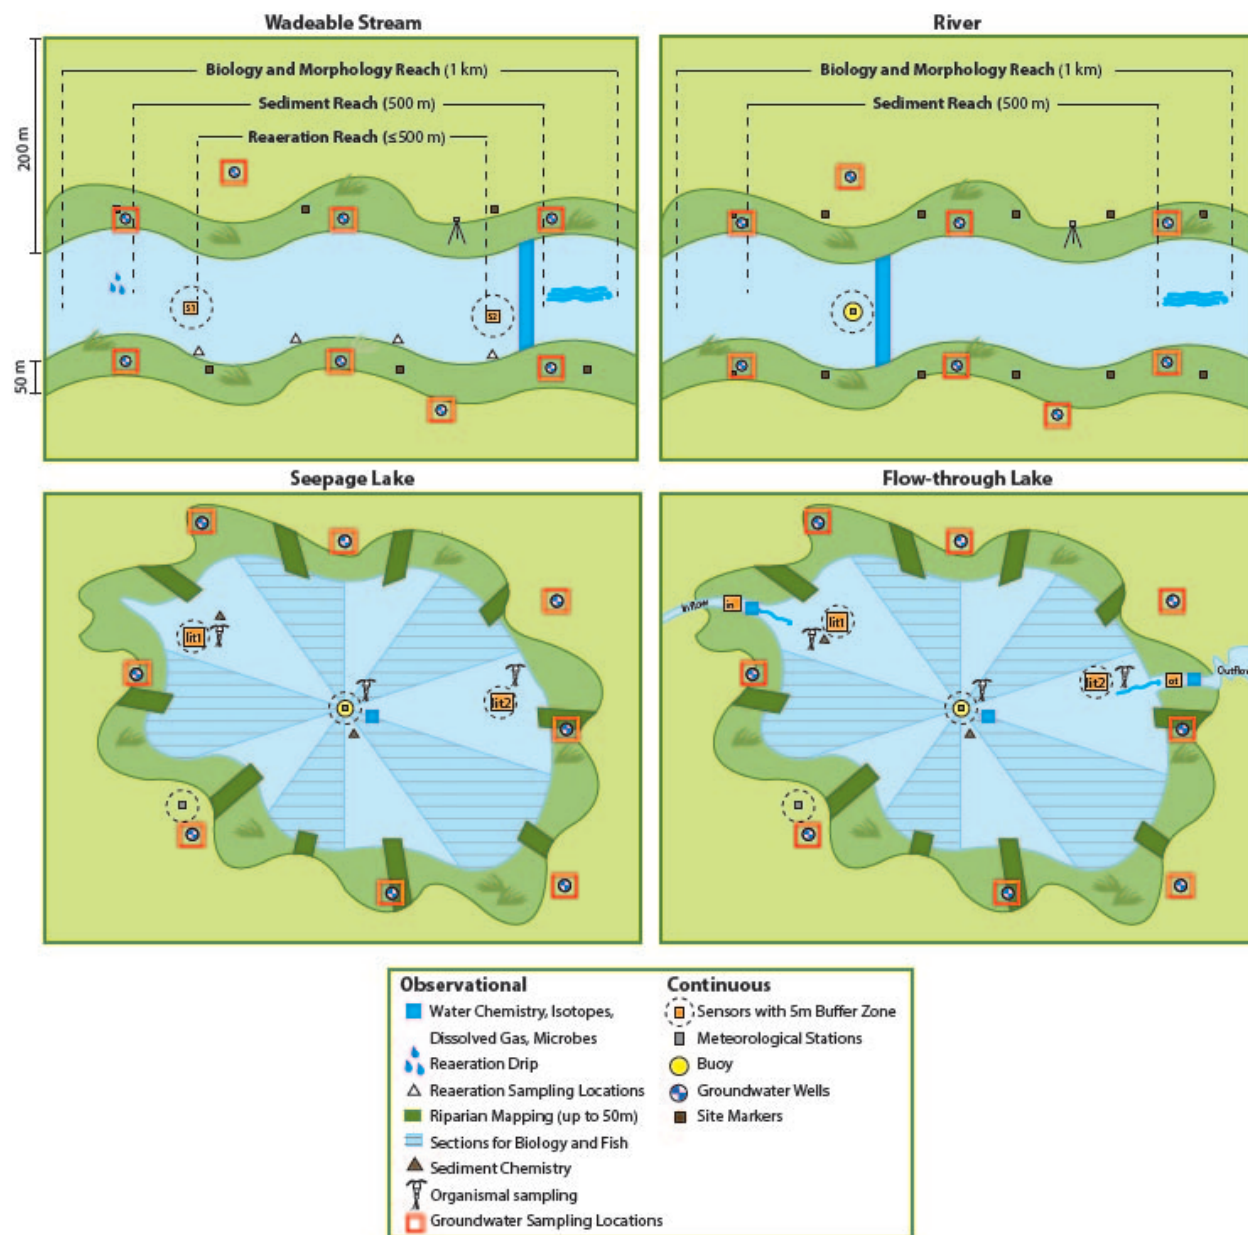 Wadeable Stream
River
Biology and Morphology Reach (1 km)
Biology and Morphology Reach (1 km)
Sediment Reach (500 m)
Sediment Reach (500 m)
Reaeration Reach (≤500 m)
200 m
S1
S2
50 m
Seepage Lake
Flow-through Lake
Inflow
in
lit1
lit1
lit2
lit2
ot
Outflow
Observational
Water Chemistry, Isotopes,
Dissolved Gas, Microbes
Reaeration Drip
Reaeration Sampling Locations
Riparian Mapping (up to 50m)
Sections for Biology and Fish
Sediment Chemistry
Organismal sampling
Groundwater Sampling Locations
Continuous
Sensors with 5m Buffer Zone
Meteorological Stations
Buoy
Groundwater Wells
Site Markers